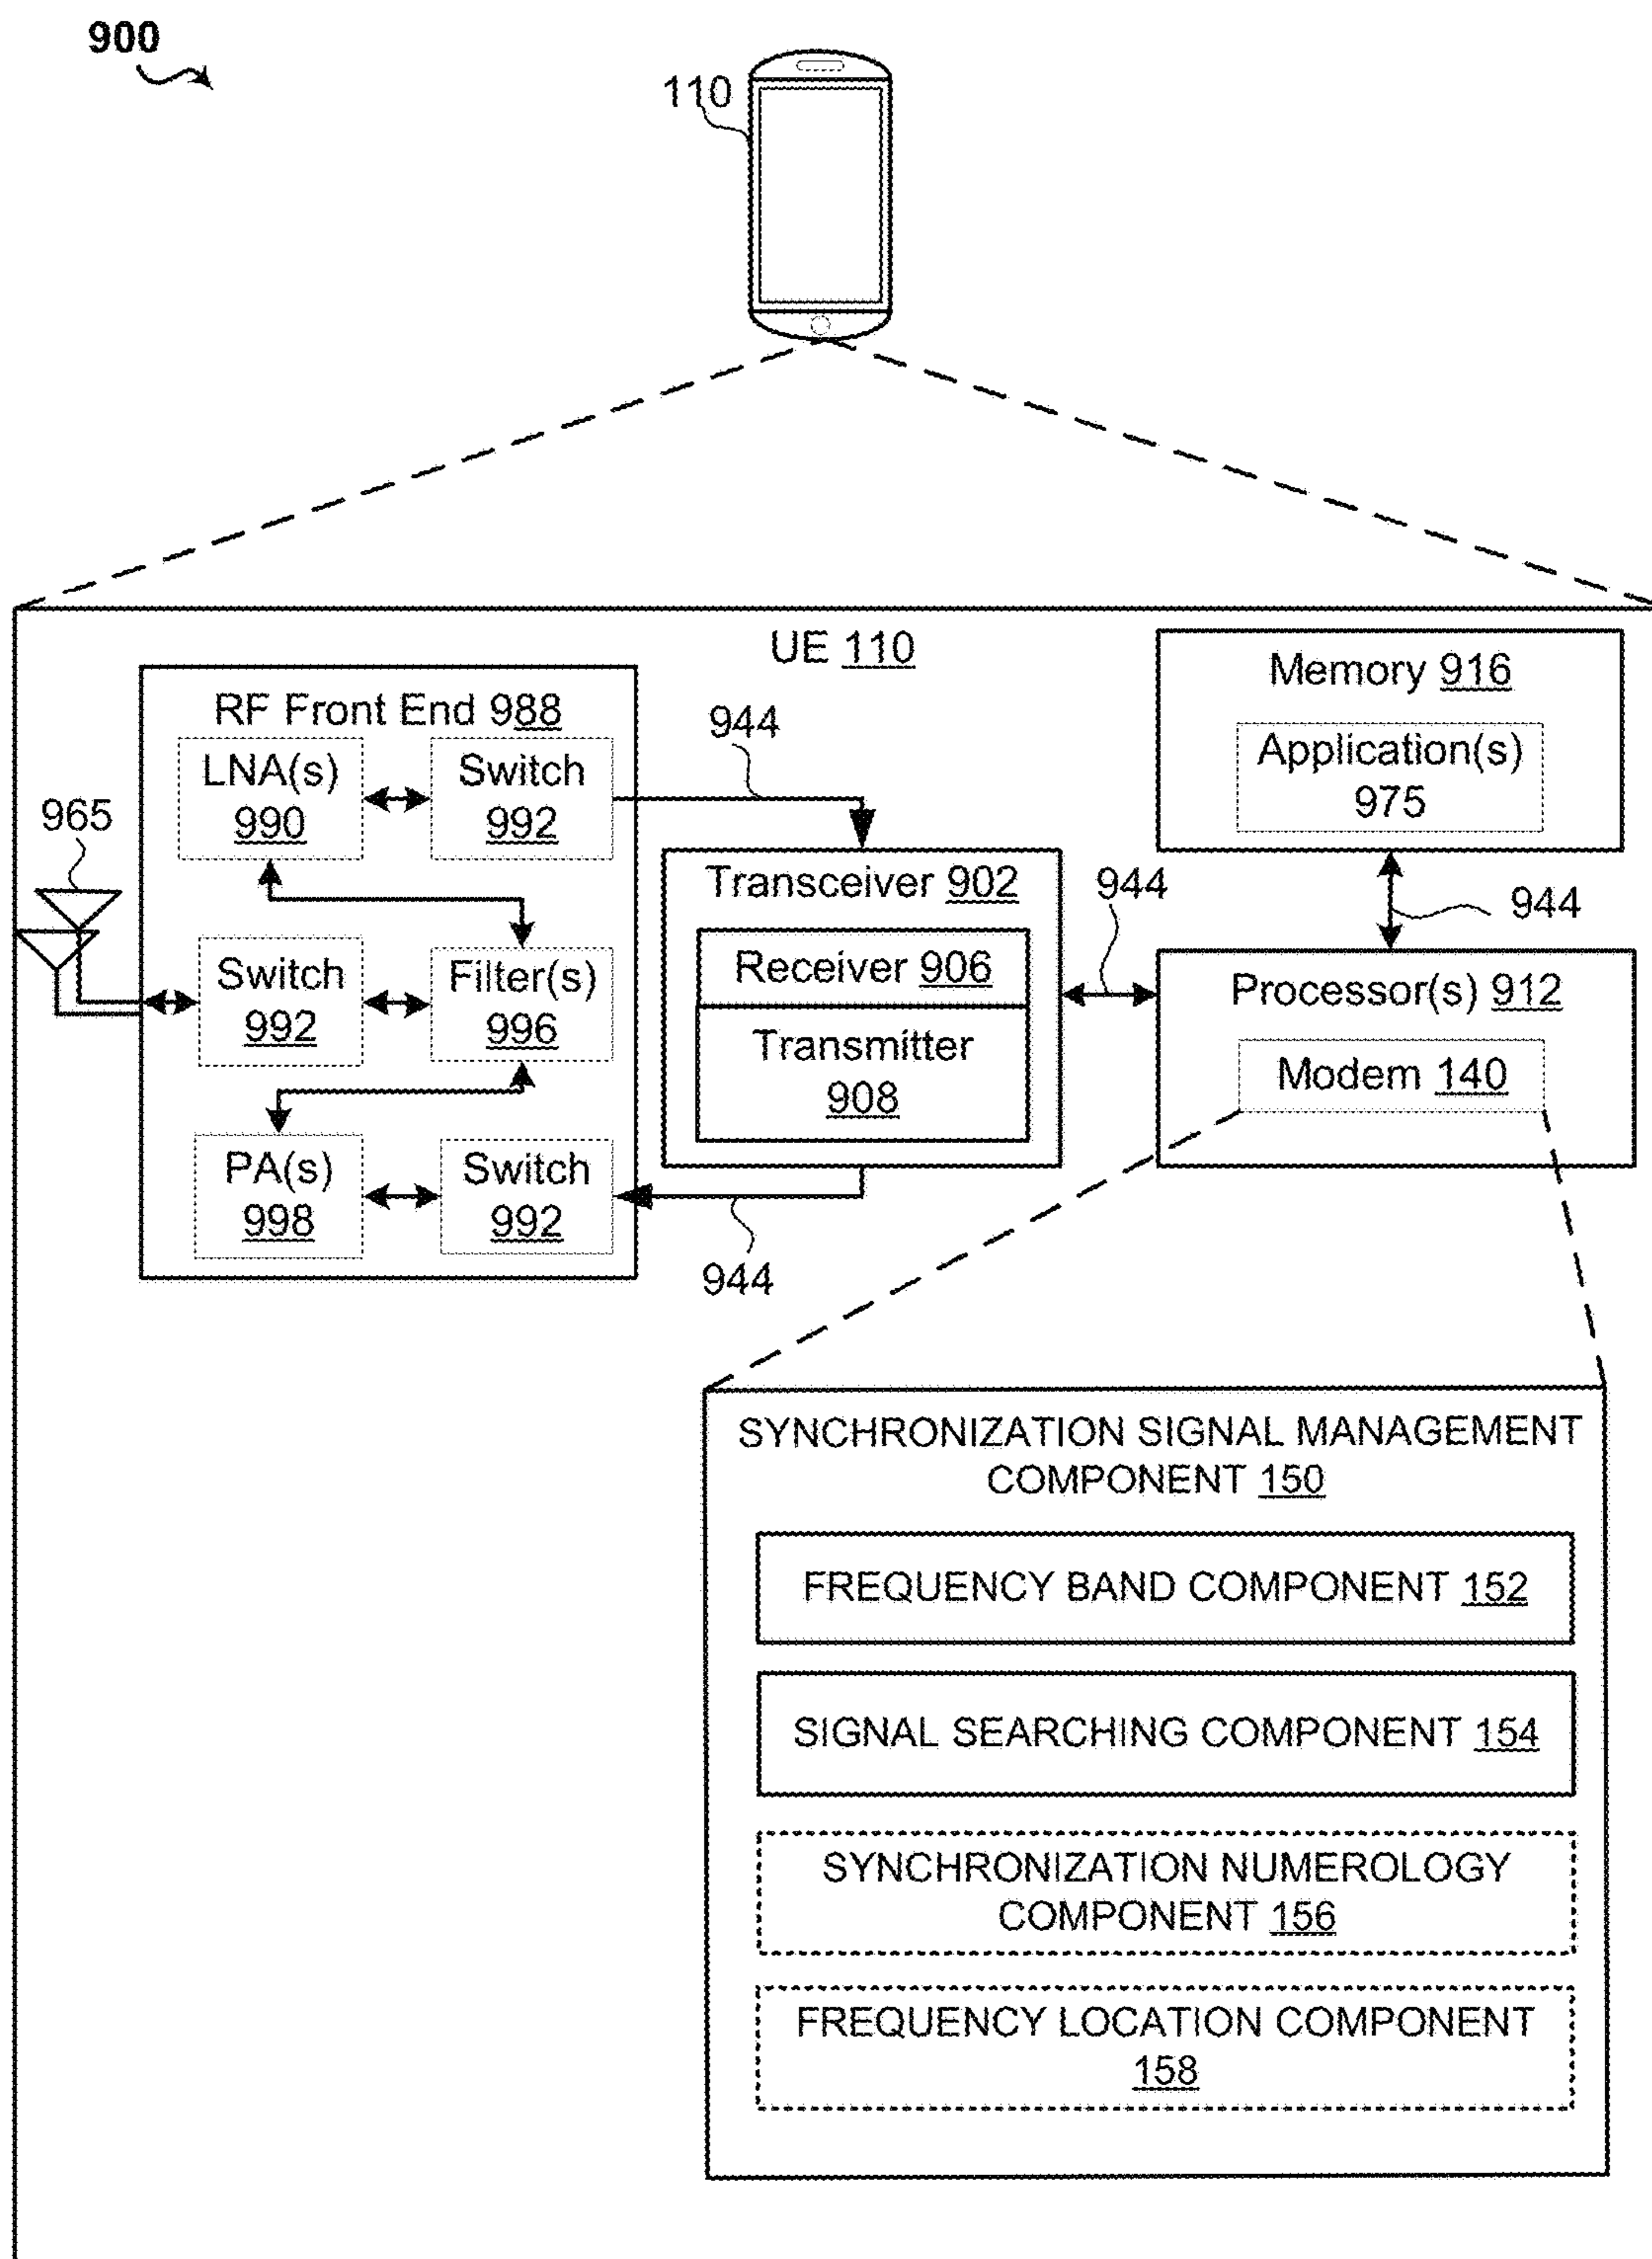 900
110
UE 110
Memory 916
Application(s)
975
RF Front End 988
944
LNA(s)
990
Switch
992
965
Transceiver 902
944
944
Receiver 906
Transmitter
908
Switch
992
Filter(s)
996
Processor(s) 912
Modem 140
PA(s)
998
Switch
992
944
SYNCHRONIZATION SIGNAL MANAGEMENT
COMPONENT 150
FREQUENCY BAND COMPONENT 152
SIGNAL SEARCHING COMPONENT 154
SYNCHRONIZATION NUMEROLOGY
COMPONENT 156
FREQUENCY LOCATION COMPONENT
158